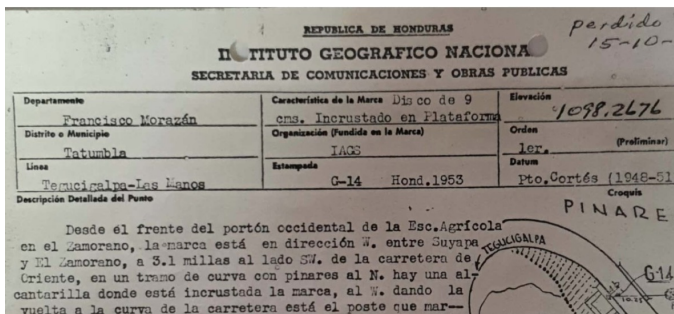 REPUBLICA DE HONDURAS
perdido
15-10-
INSTITUTO GEOGRAFICO NACIONA
SECRETARIA DE COMUNICACIONES Y OBRAS PUBLICAS
Departamento
Francisco Morazán
Característica de la Marca Disco de 9
cms. Incrustado en Plataforma
Elevación
1098.2676
Distrito o Municipio
Tatumbla
Organización (Fundida en la Marca)
IAGS
Orden
1er. (Preliminar)
Linea
Tegucigalpa-Las Manos
Estampada
G-14 Hond.1953
Datum
Pto.Cortés (1948-51
Descripción Detallada del Punto
Croquis
PINARE
Desde el frente del portón occidental de la Esc.Agrícola
en el Zamorano, la marca está en dirección W. entre Suyapa
y El Zamorano, a 3.1 millas al lado SW. de la carretera de
Oriente, en un tramo de curva con pinares al N. hay una al-
cantarilla donde está incrustada la marca, al W. dando la
vuelta a la curva de la carretera está el poste que mar--
TEGUCIGALPA
G-14